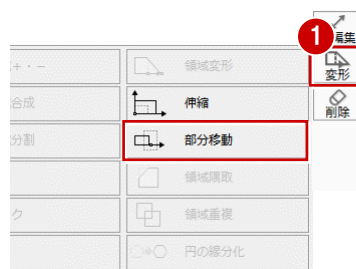 1
編集
+・-
領域変形
変形
合成
伸縮
削除
分割
部分移動
領域隅取
ク
領域重複
円の線分化